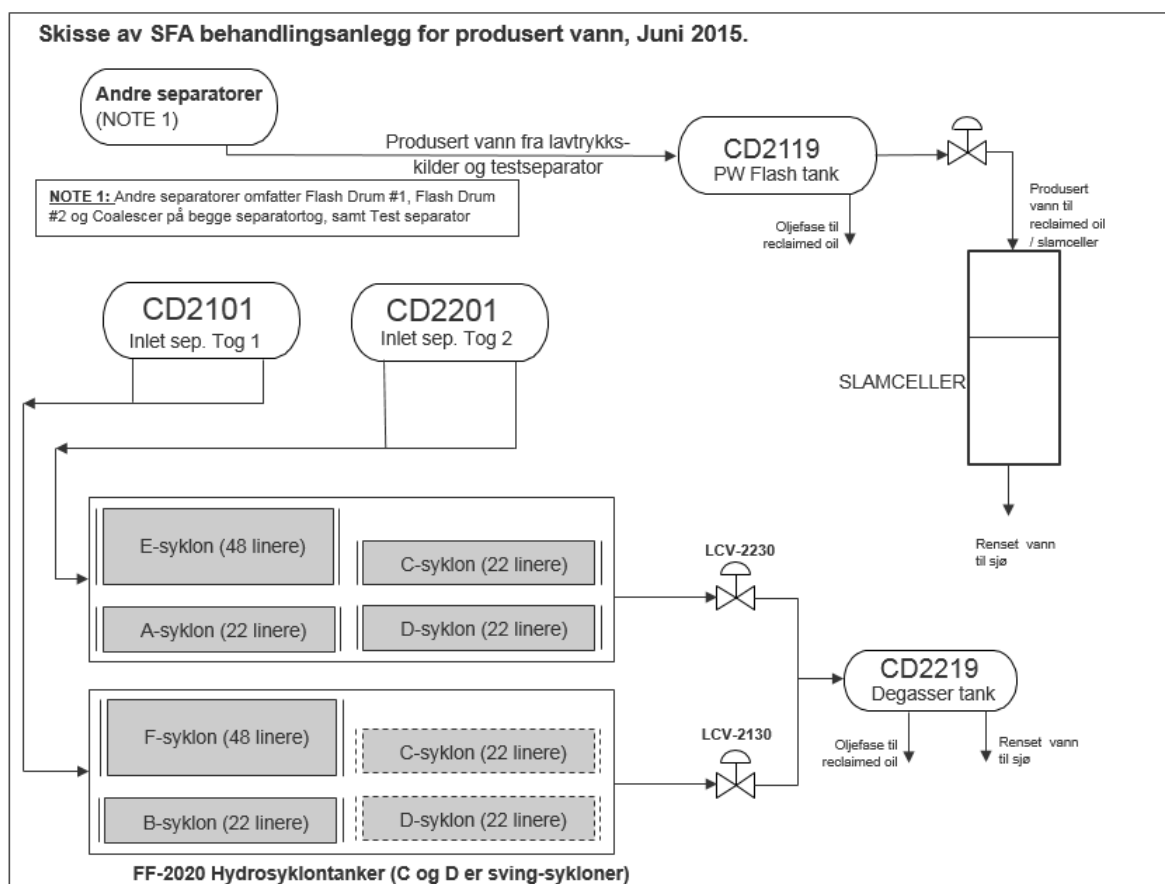 Skisse av SFA behandlingsanlegg for produsert vann, Juni 2015.
Andre separatorer
(NOTE 1)
Produsert vann fra lavtrykks-
kilder og testseparator
CD2119
PW Flash tank
NOTE 1: Andre separatorer omfatter Flash Drum #1, Flash Drum
#2 og Coalescer på begge separatortog, samt Test separator
Oljefase til
reclaimed oil
Produsert
vann til
reclaimed oil
/ slamceller
CD2101
Inlet sep. Tog 1
CD2201
Inlet sep. Tog 2
SLAMCELLER
Renset vann
til sjø
E-syklon (48 linere)
C-syklon (22 linere)
A-syklon (22 linere)
D-syklon (22 linere)
LCV-2230
CD2219
Degasser tank
F-syklon (48 linere)
C-syklon (22 linere)
B-syklon (22 linere)
D-syklon (22 linere)
LCV-2130
Oljefase til
reclaimed oil
Renset vann
til sjø
FF-2020 Hydrosyklontanker (C og D er sving-sykloner)